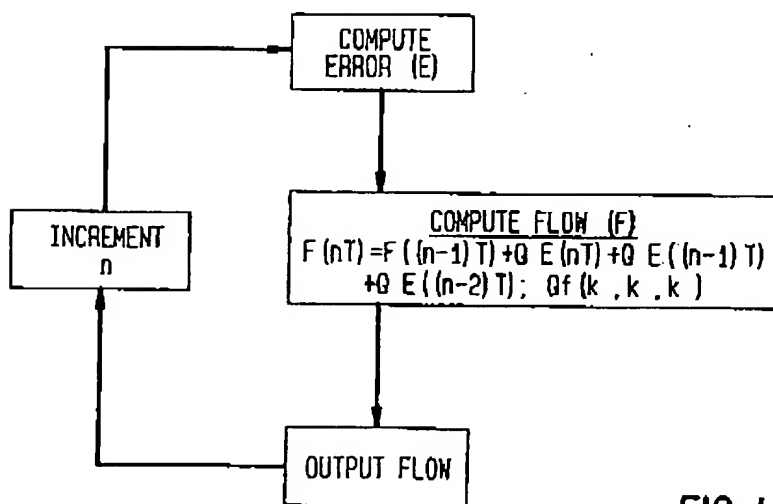 COMPUTE
ERROR (E)
COMPUTE FLOW (F)
F(nT)=F((n-1)T)+Q E(nT)+Q E((n-1)T)
+Q E((n-2)T); Qf(k , k , k )
INCREMENT
n
OUTPUT FLOW